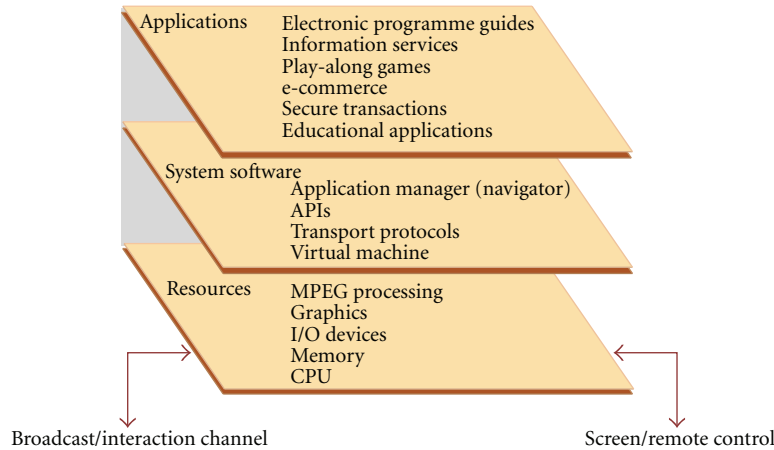 Applications
Electronic programme guides
Information services
Play-along games
e-commerce
Secure transactions
Educational applications
System software
Application manager (navigator)
APIs
Transport protocols
Virtual machine
Resources
MPEG processing
Graphics
I/O devices
Memory
CPU
Broadcast/interaction channel
Screen/remote control